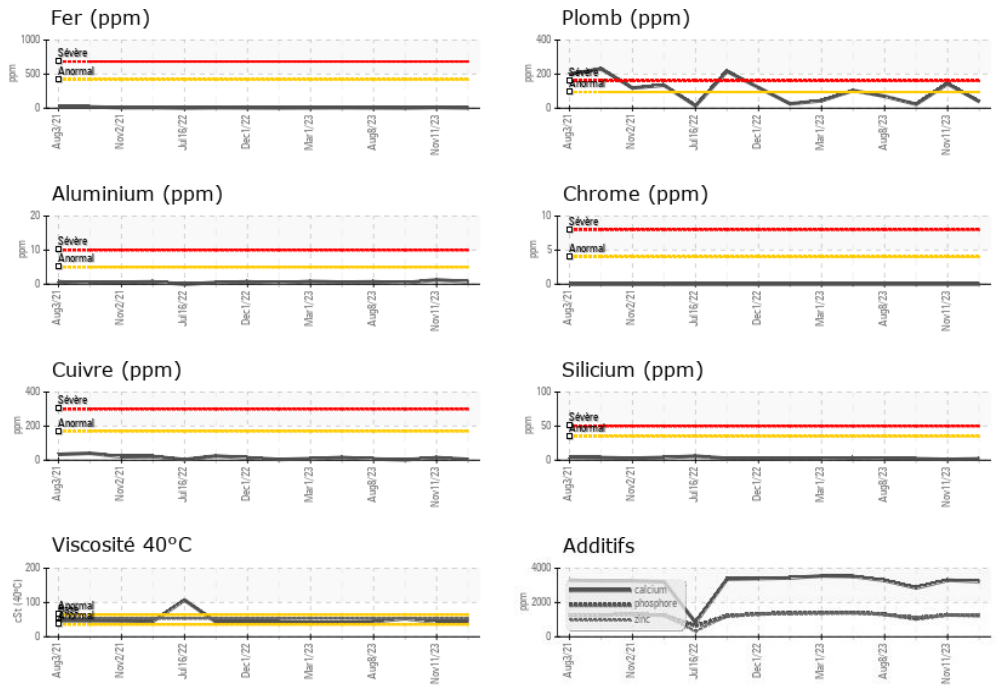 Fer (ppm)
1000
500
0
ppm
Sévère
Anormal
Aug3/21
Nov2/21
Jul16/22
Dec1/22
Mar1/23
Aug8/23
Nov11/23
Plomb (ppm)
400
200
0
ppm
Sévère
Anormal
Aug3/21
Nov2/21
Jul16/22
Dec1/22
Mar1/23
Aug8/23
Nov11/23
Aluminium (ppm)
20
10
0
ppm
Sévère
Anormal
Aug3/21
Nov2/21
Jul16/22
Dec1/22
Mar1/23
Aug8/23
Nov11/23
Chrome (ppm)
10
5
0
ppm
Sévère
Anormal
Aug3/21
Nov2/21
Jul16/22
Dec1/22
Mar1/23
Aug8/23
Nov11/23
Cuivre (ppm)
400
200
0
ppm
Sévère
Anormal
Aug3/21
Nov2/21
Jul16/22
Dec1/22
Mar1/23
Aug8/23
Nov11/23
Silicium (ppm)
100
50
0
ppm
Sévère
Anormal
Aug3/21
Nov2/21
Jul16/22
Dec1/22
Mar1/23
Aug8/23
Nov11/23
Viscosité 40°C
200
100
0
cSt (40°C)
Anormal
Anormal
Aug3/21
Nov2/21
Jul16/22
Dec1/22
Mar1/23
Aug8/23
Nov11/23
Additifs
4000
2000
0
ppm
calcium
phosphore
zinc
Aug3/21
Nov2/21
Jul16/22
Dec1/22
Mar1/23
Aug8/23
Nov11/23